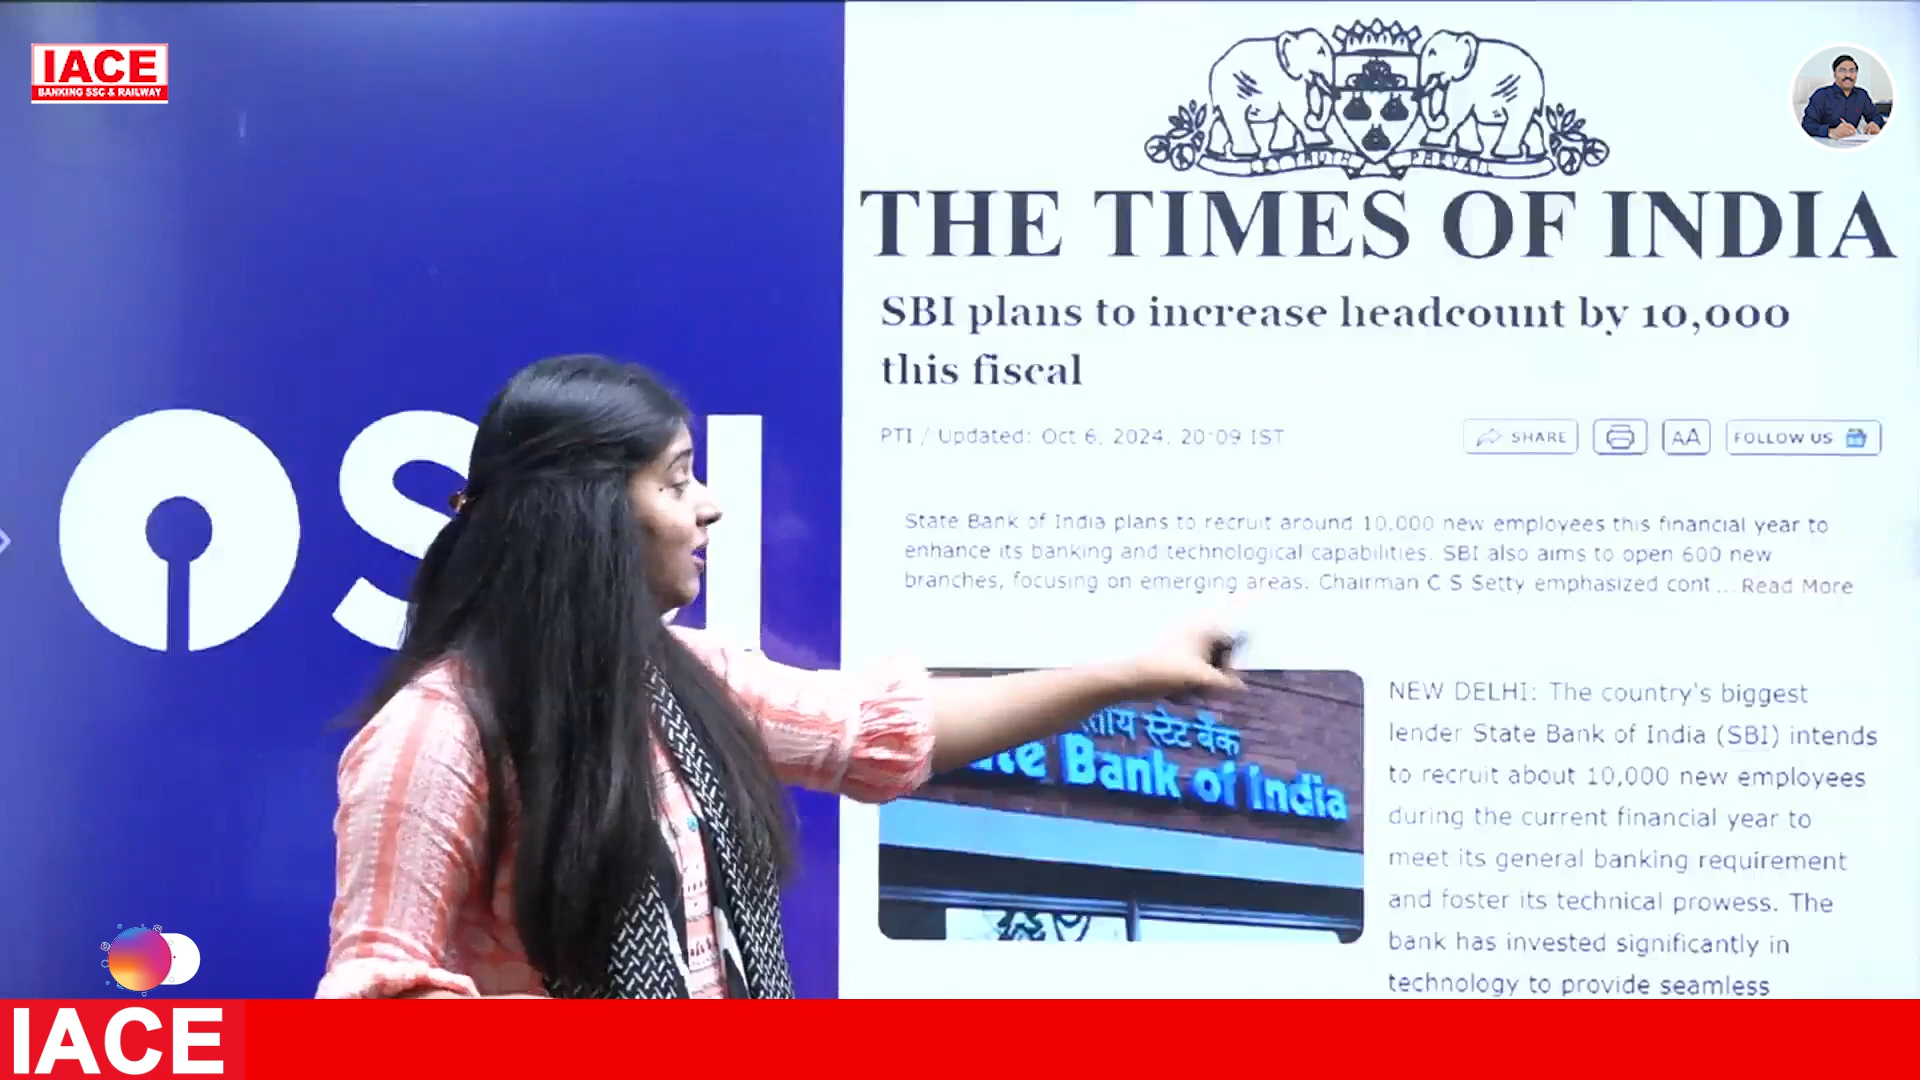 IACE
BANKING SSC & RAILWAY
THE TIMES OF INDIA
SBI plans to increase headcount by 10,000
this fiscal
PTI / Updated: Oct 6, 2024, 20:09 IST
SHARE
AA
FOLLOW US
State Bank of India plans to recruit around 10,000 new employees this financial year to
enhance its banking and technological capabilities. SBI also aims to open 600 new
branches, focusing on emerging areas. Chairman C S Setty emphasized cont ... Read More
स्टेट बैंक
Bank of India
NEW DELHI: The country's biggest
lender State Bank of India (SBI) intends
to recruit about 10,000 new employees
during the current financial year to
meet its general banking requirement
and foster its technical prowess. The
bank has invested significantly in
technology to provide seamless
S
I
IACE